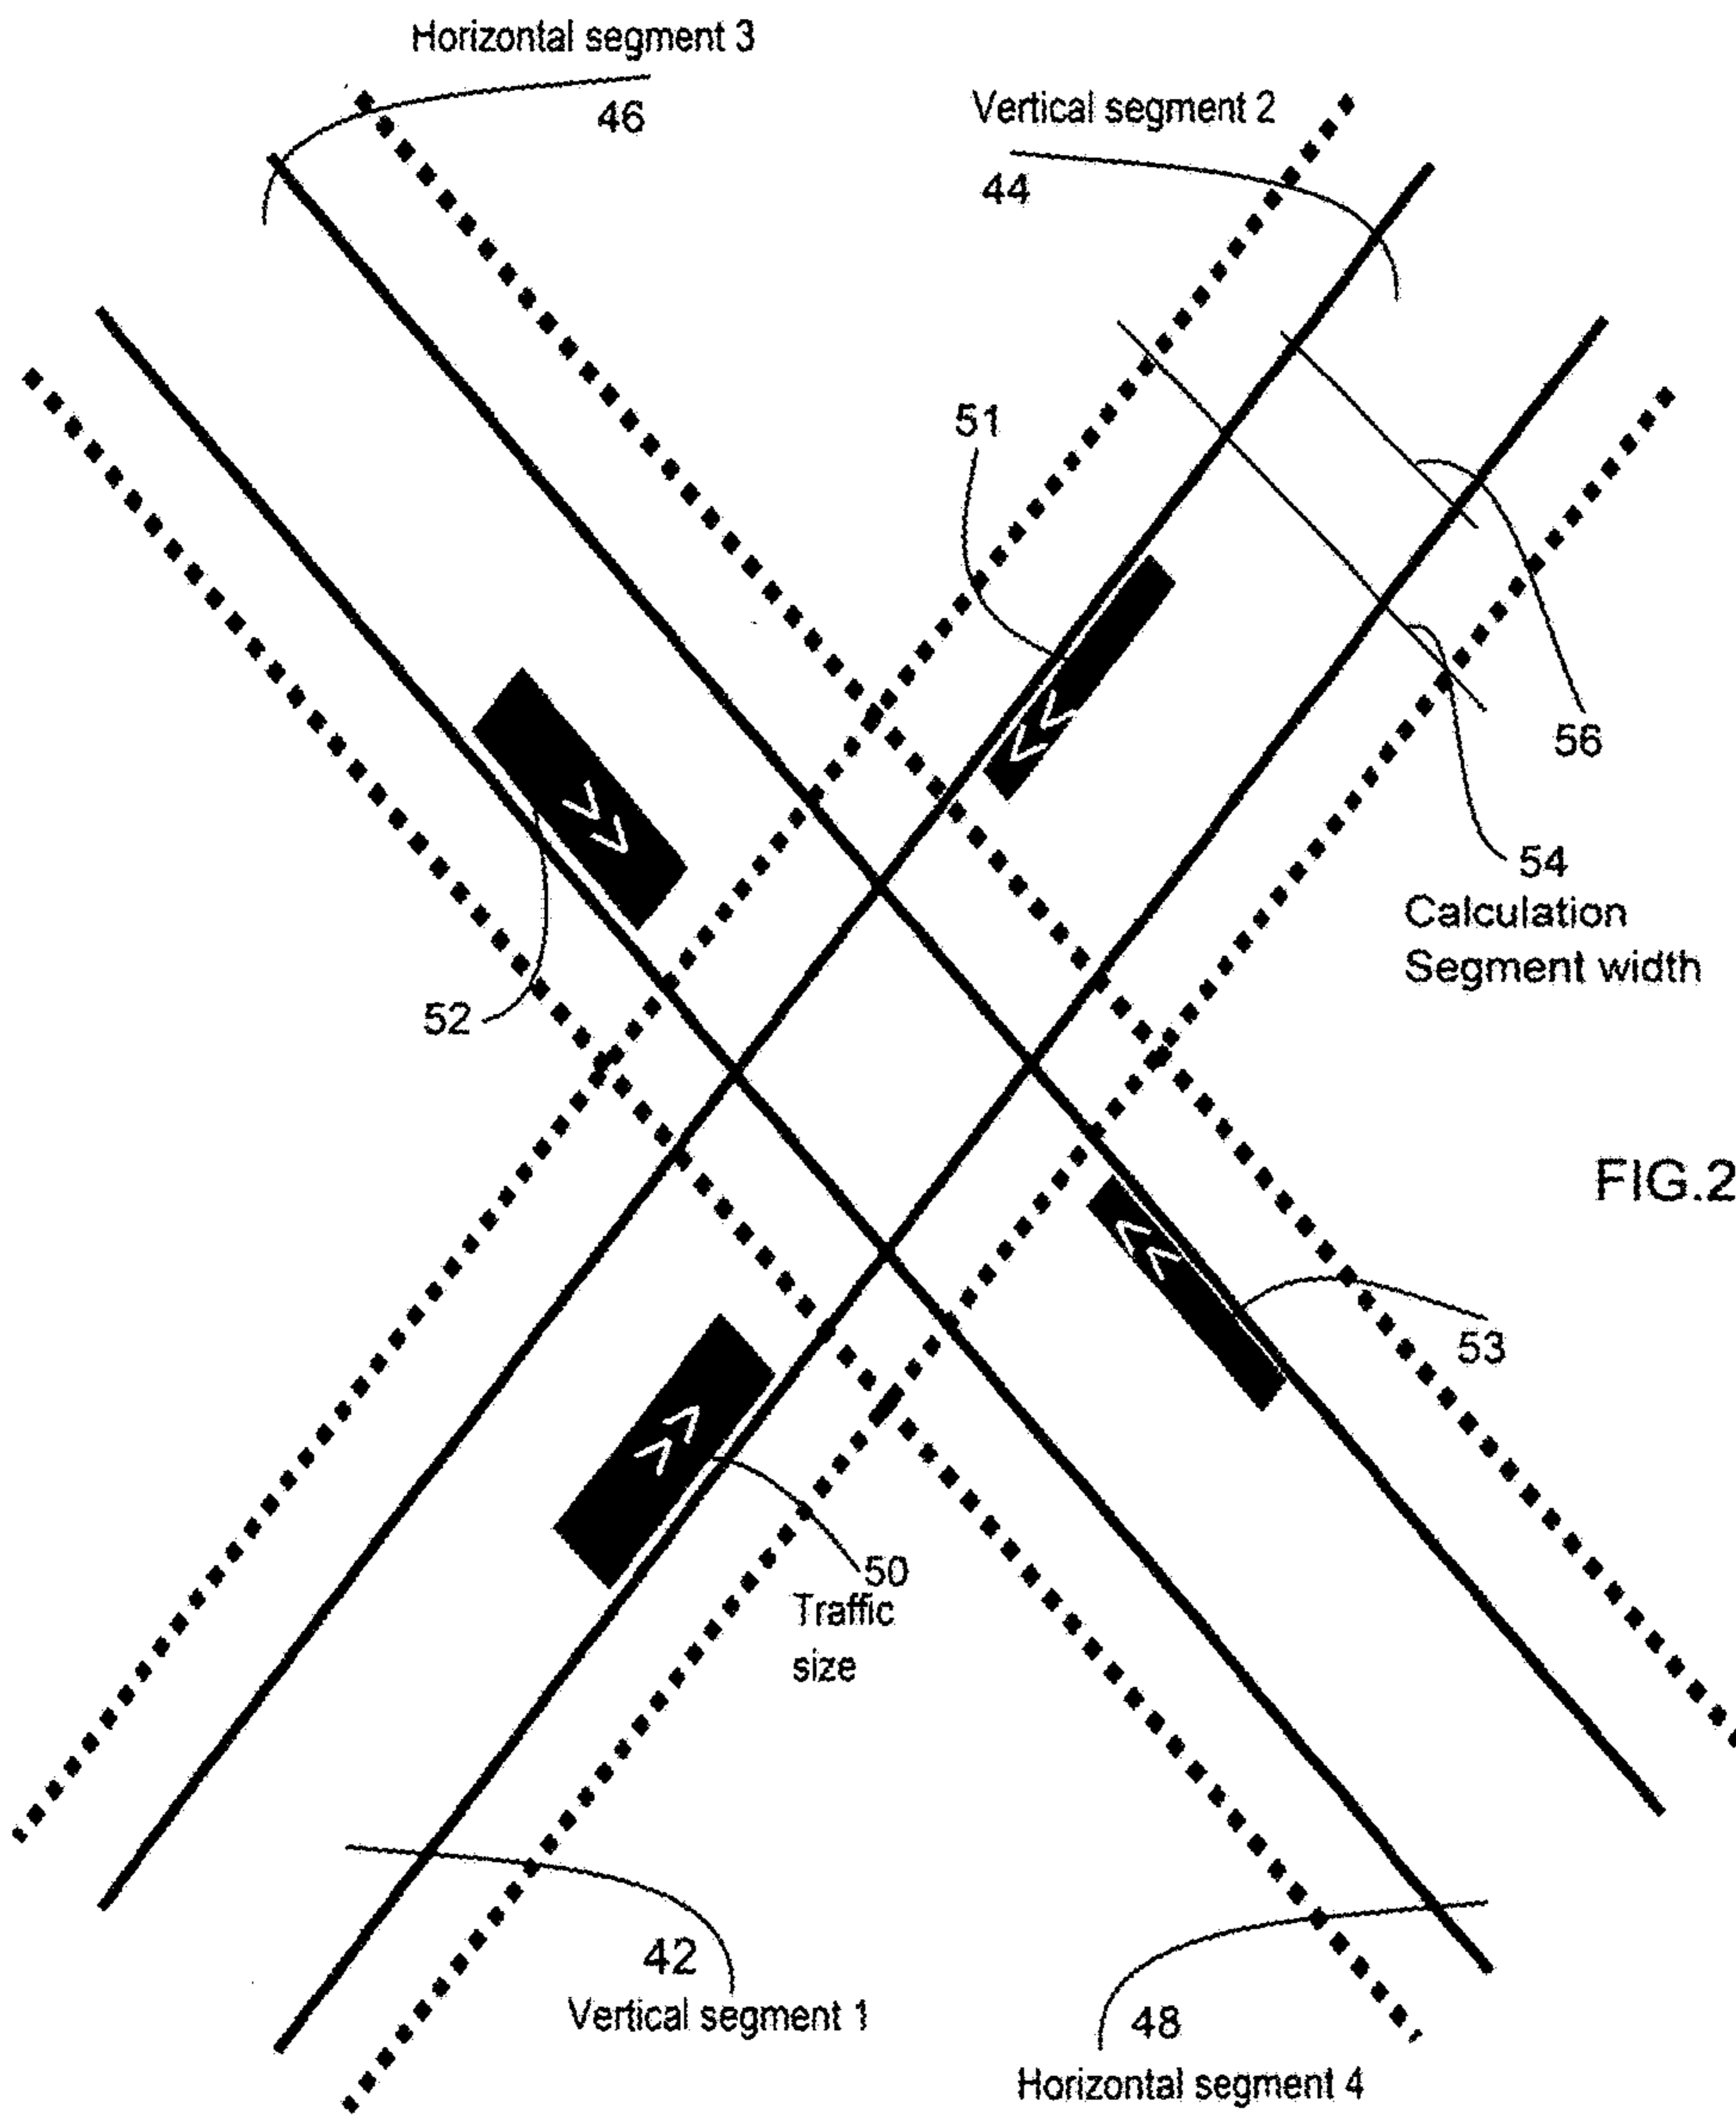 Horizontal segment 3
46
Vertical segment 2
44
51
56
54
Calculation
Segment width
52
FIG.2
53
50
Traffic
size
42
Vertical segment 1
48
Horizontal segment 4